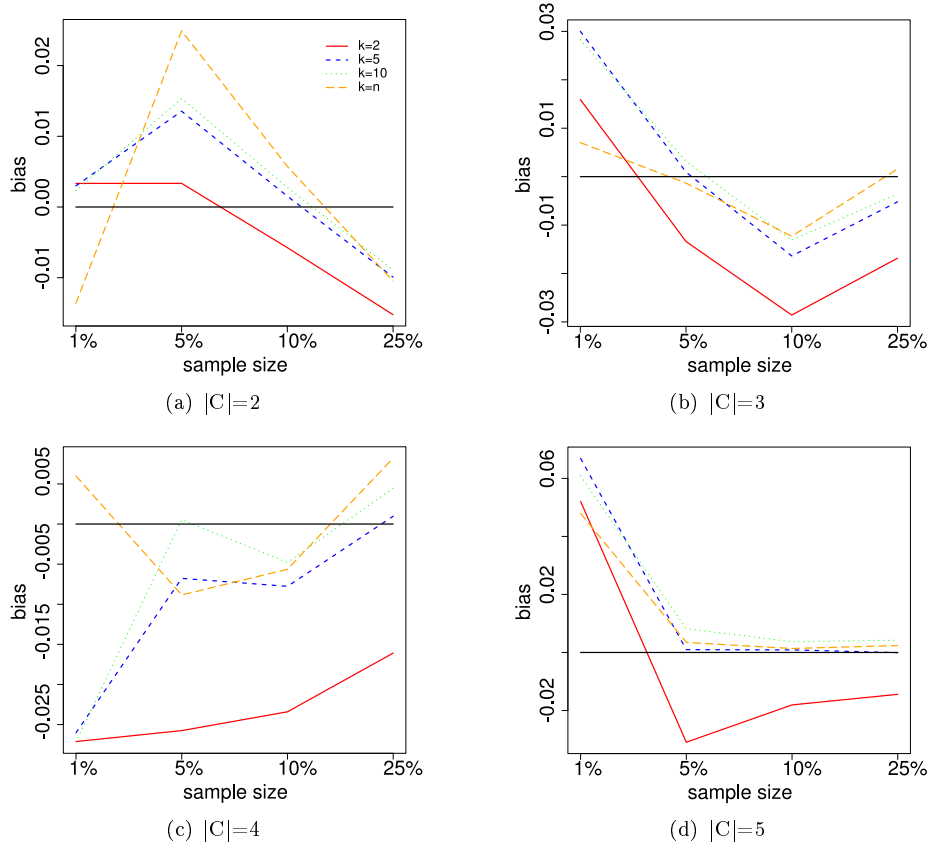 bias
0.02
0.01
0.00
-0.01
k=2
k=5
k=10
k=n
1% 5% 10% 25%
sample size
(a) |C|=2
bias
0.03
0.01
-0.01
-0.03
1% 5% 10% 25%
sample size
(b) |C|=3
bias
0.005
-0.005
-0.015
-0.025
1% 5% 10% 25%
sample size
(c) |C|=4
bias
0.06
0.02
-0.02
1% 5% 10% 25%
sample size
(d) |C|=5